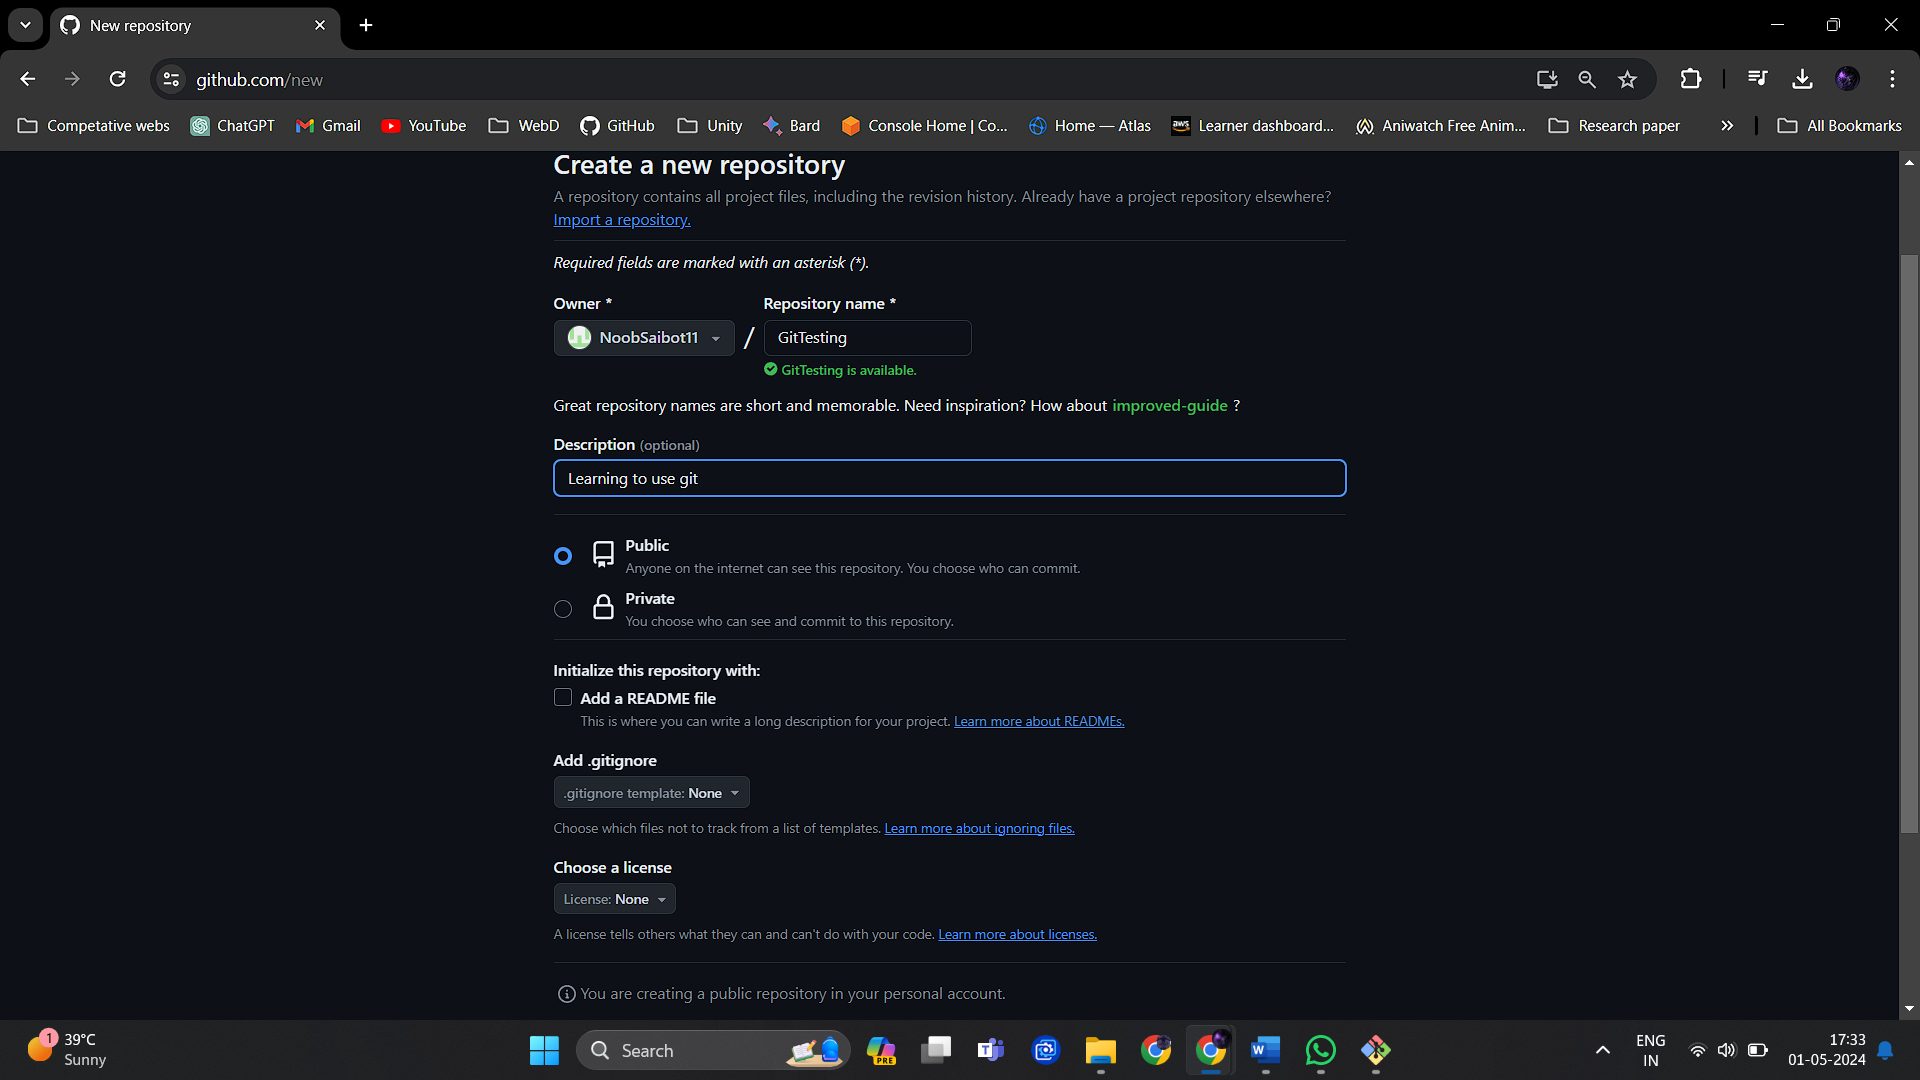 New repository
github.com/new
Competative webs
ChatGPT
Gmail
YouTube
WebD
GitHub
Unity
Bard
Console Home | Co...
Home — Atlas
aws
Learner dashboard...
Aniwatch Free Anim...
Research paper
All Bookmarks
Create a new repository
A repository contains all project files, including the revision history. Already have a project repository elsewhere?
Import a repository.
Required fields are marked with an asterisk (*).
Owner *
Repository name *
NoobSaibot11
/
GitTesting
GitTesting is available.
Great repository names are short and memorable. Need inspiration? How about improved-guide ?
Description (optional)
Learning to use git
Public
Anyone on the internet can see this repository. You choose who can commit.
Private
You choose who can see and commit to this repository.
Initialize this repository with:
Add a README file
This is where you can write a long description for your project. Learn more about READMEs.
Add .gitignore
.gitignore template: None
Choose which files not to track from a list of templates. Learn more about ignoring files.
Choose a license
License: None
A license tells others what they can and can't do with your code. Learn more about licenses.
You are creating a public repository in your personal account.
1
39°C
Sunny
Search
PRE
ENG
IN
17:33
01-05-2024